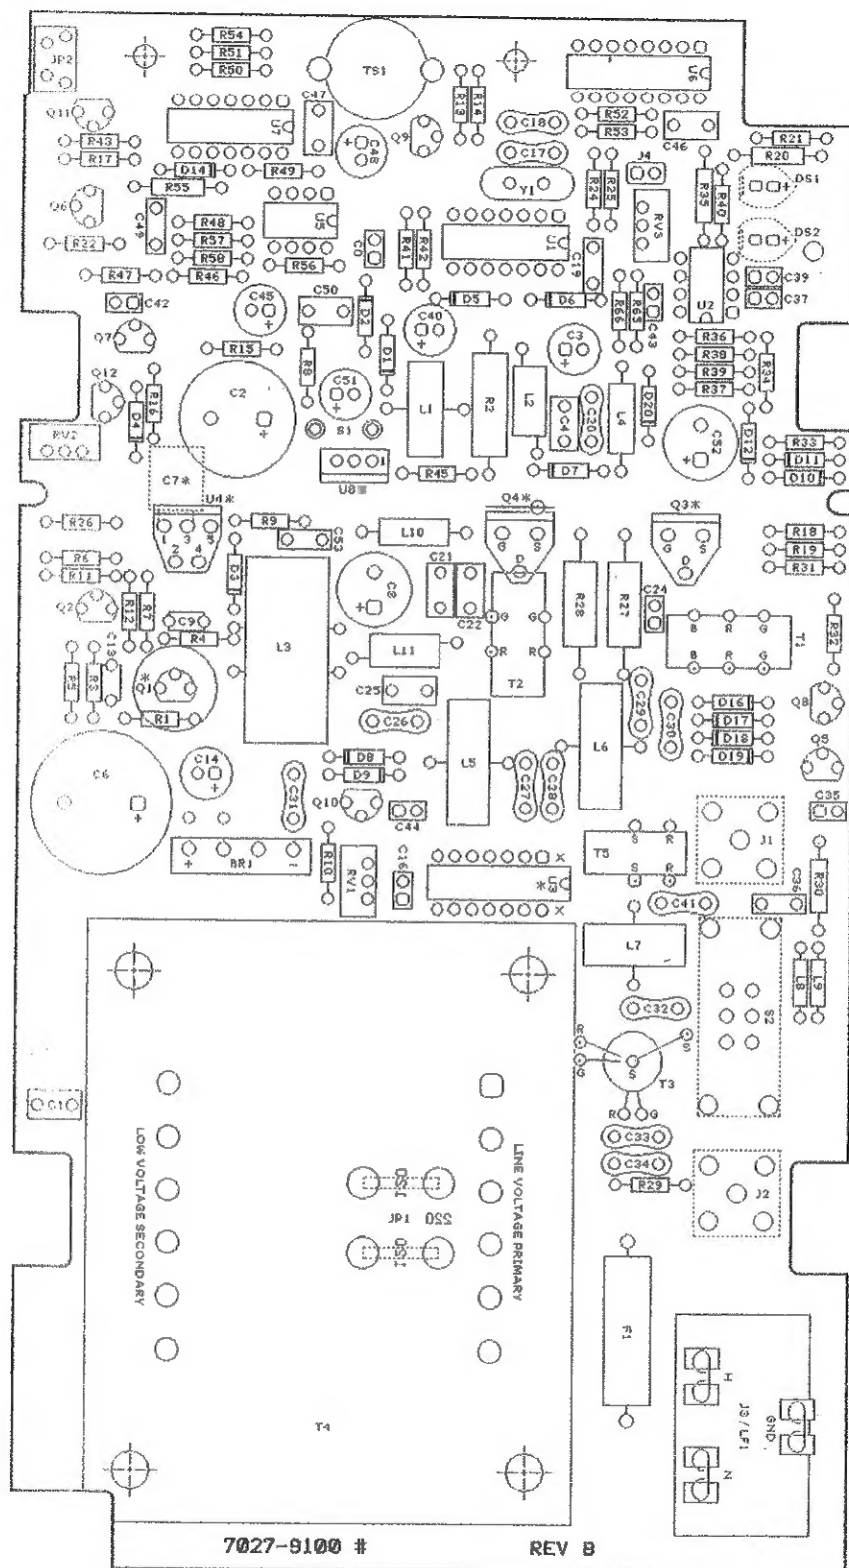 R54
R51
R50
JP2
TS1
U6
Q11
U7
C47
C48
Q9
R13
R14
C18
R52
R53
C46
R21
R20
R43
R17
D14
R49
R55
C17
Y1
J4
R24
R25
RV3
R35
R40
DS1
Q6
C49
R48
R57
R58
R46
U5
R56
R41
R42
U1
C19
DS2
R22
R47
C42
C45
C50
D2
D1
D5
D6
C40
C3
R66
R65
C43
U2
C39
C37
Q7
R15
R8
C51
S1
R36
R38
R39
R37
R34
Q12
R16
D4
C2
L1
R2
L2
C4
C20
L4
D20
C52
D12
R33
D11
D10
RV2
C7*
U4*
U8
R45
D7
R26
1 3 5
2 4
R9
C53
L10
Q4*
G S
D
Q3*
G S
D
R18
R19
R31
R6
R11
D3
C8
C21
C22
R28
R27
C24
Q2
R12
R7
C9
R4
L3
L11
G G
R R
T2
B R G
B R G
R32
R5
R3
C13
*Q1
R1
C25
C26
C29
C30
D16
D17
D18
D19
Q8
Q5
C6
C14
C31
D8
D9
Q10
C44
L5
L6
C27
C28
C35
+ BR1
R10
RV1
C16
*U3
X
X
T5
S R
S R
J1
C41
C36
R30
L7
S2
L8
L9
C32
R
G
S
S
T3
R G
C1
C33
C34
R29
J2
LOW VOLTAGE SECONDARY
120
JP1 220
120
LINE VOLTAGE PRIMARY
F1
H
J3/LF1
GND.
N
T4
7027-9100 # REV B